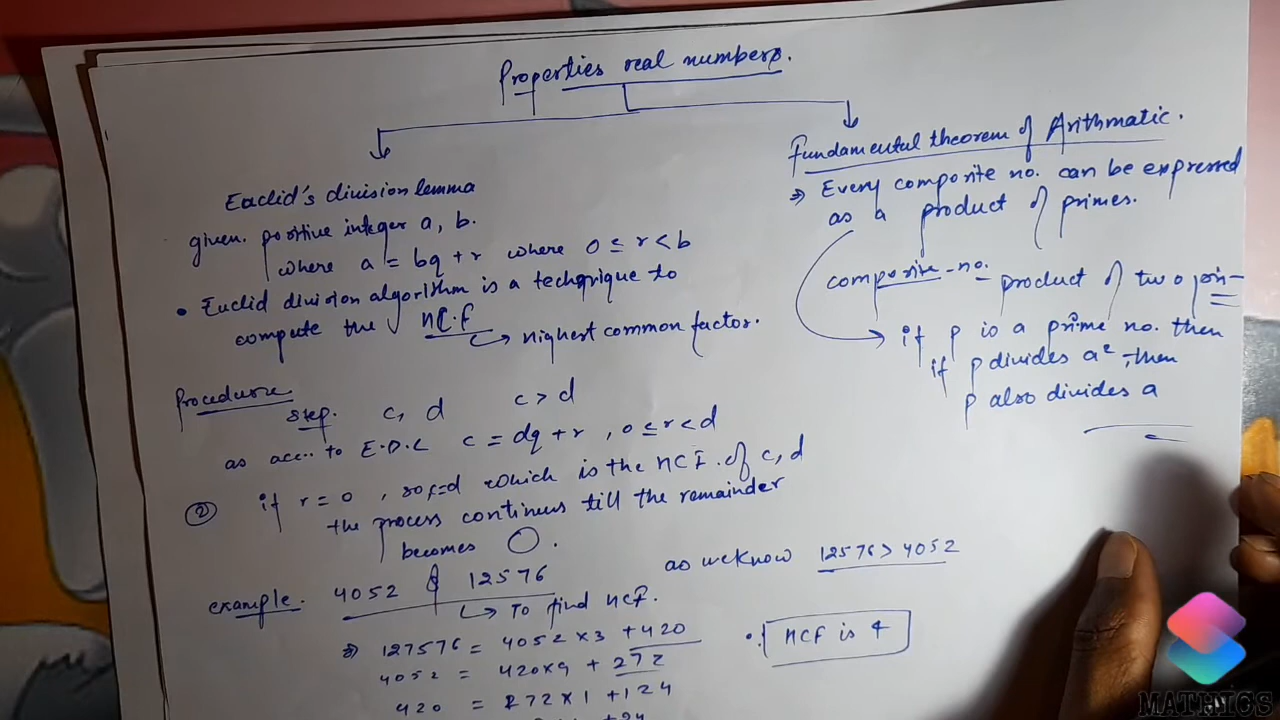 Properties real numbers.
Euclid's division lemma
given. positive integer a, b.
where a = bq + r where 0 ≤ r < b
• Euclid division algorithm is a technique to
compute the H.C.F
↳ highest common factor.
Procedure
step. c, d c > d
as acc.. to E.D.L c = dq + r , 0 ≤ r < d
② if r = 0 , so which is the HCF. of c, d
the process continues till the remainder
becomes O.
example. 4052 & 12576
↳ To find HCF.
as we know 12576 > 4052
⇒ 127576 = 4052 × 3 + 420
4052 = 420 × 9 + 272
420 = 272 × 1 + 124
+ 24
HCF is 4
Fundamental theorem of Arithmatic.
⇒ Every composite no. can be expressed
as a product of primes.
composite - no. - product of two
→ if p is a prime no. then
if p divides a², then
p also divides a
MATHICS